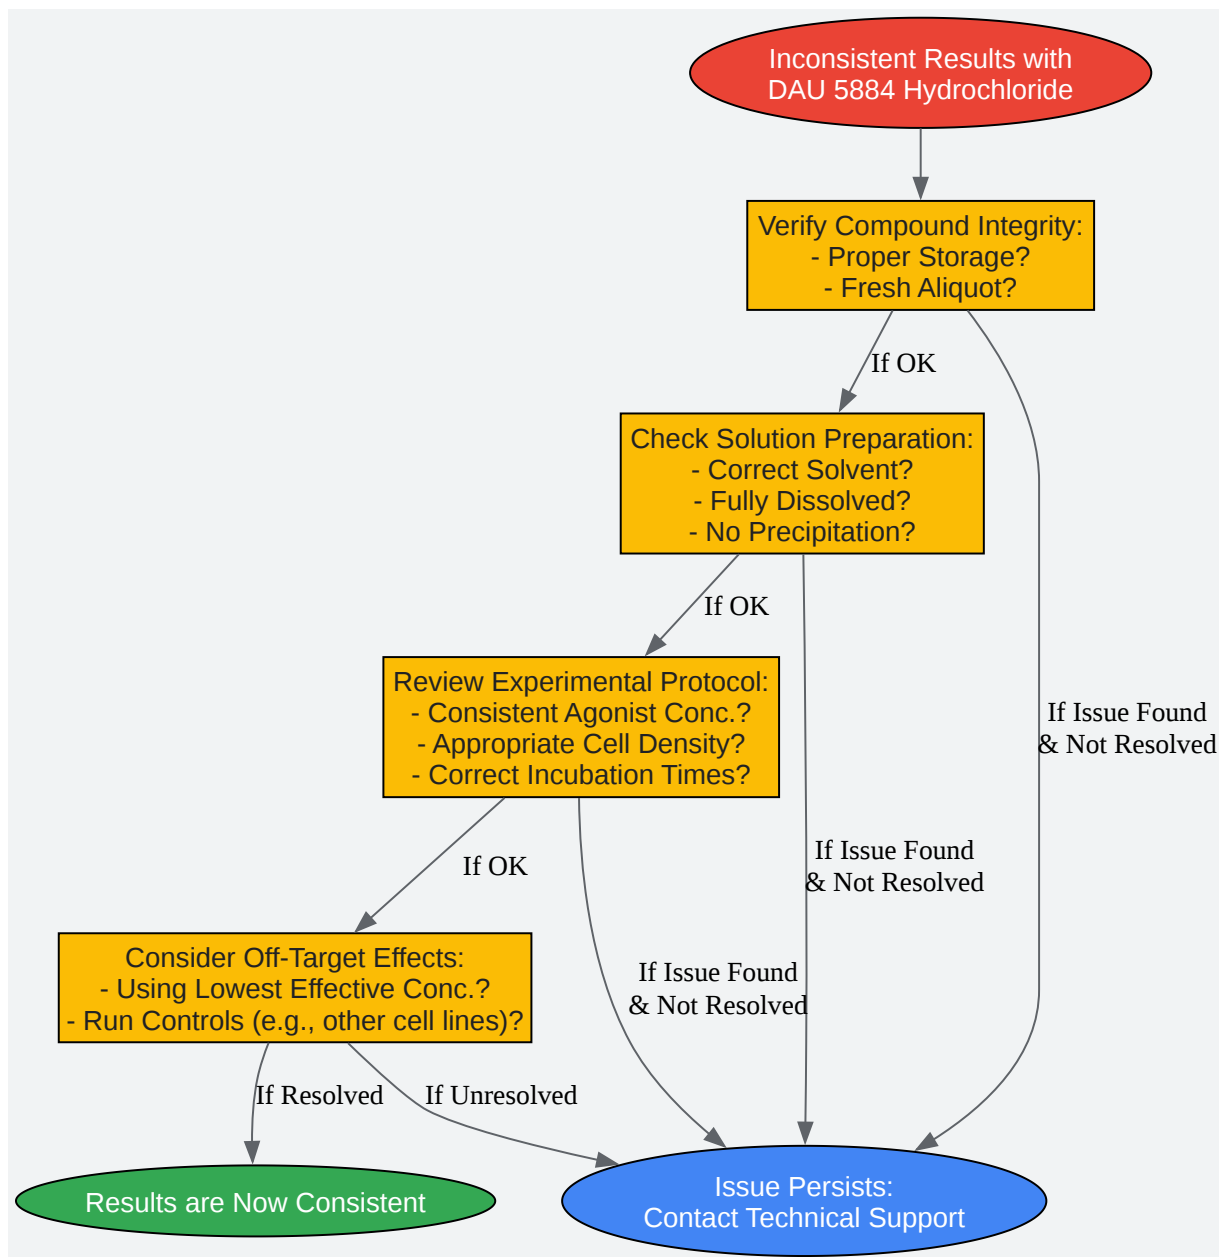 Inconsistent Results with
DAU 5884 Hydrochloride
Verify Compound Integrity:
- Proper Storage?
- Fresh Aliquot?
If OK
Check Solution Preparation:
- Correct Solvent?
- Fully Dissolved?
- No Precipitation?
If OK
Review Experimental Protocol:
- Consistent Agonist Conc.?
- Appropriate Cell Density?
- Correct Incubation Times?
If Issue Found
& Not Resolved
If Issue Found
& Not Resolved
If OK
If Issue Found
& Not Resolved
Consider Off-Target Effects:
- Using Lowest Effective Conc.?
- Run Controls (e.g., other cell lines)?
If Resolved
If Unresolved
Results are Now Consistent
Issue Persists:
Contact Technical Support